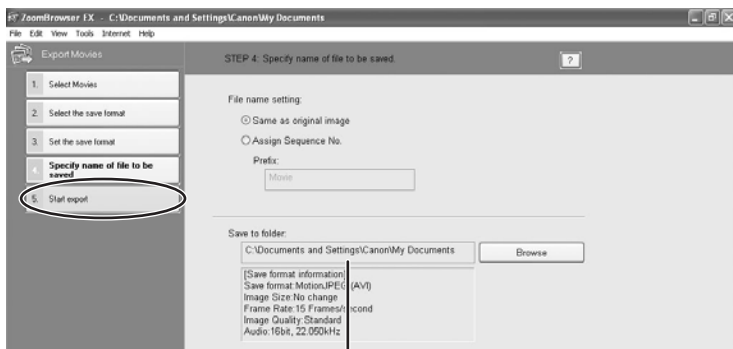 ZoomBrowser EX - C:\Documents and Settings\Canon\My Documents
File Edit View Tools Internet Help
Export Movies
STEP 4: Specify name of file to be saved.
?
1. Select Movies
2. Select the save format
3. Set the save format
4. Specify name of file to be
saved
5. Start export
File name setting:
Same as original image
Assign Sequence No.
Prefix:
Movie
Save to folder:
C:\Documents and Settings\Canon\My Documents
Browse
[Save format information]
Save format:MotionJPEG (AVI)
Image Size:No change
Frame Rate:15 Frames/second
Image Quality:Standard
Audio:16bit, 22.050kHz